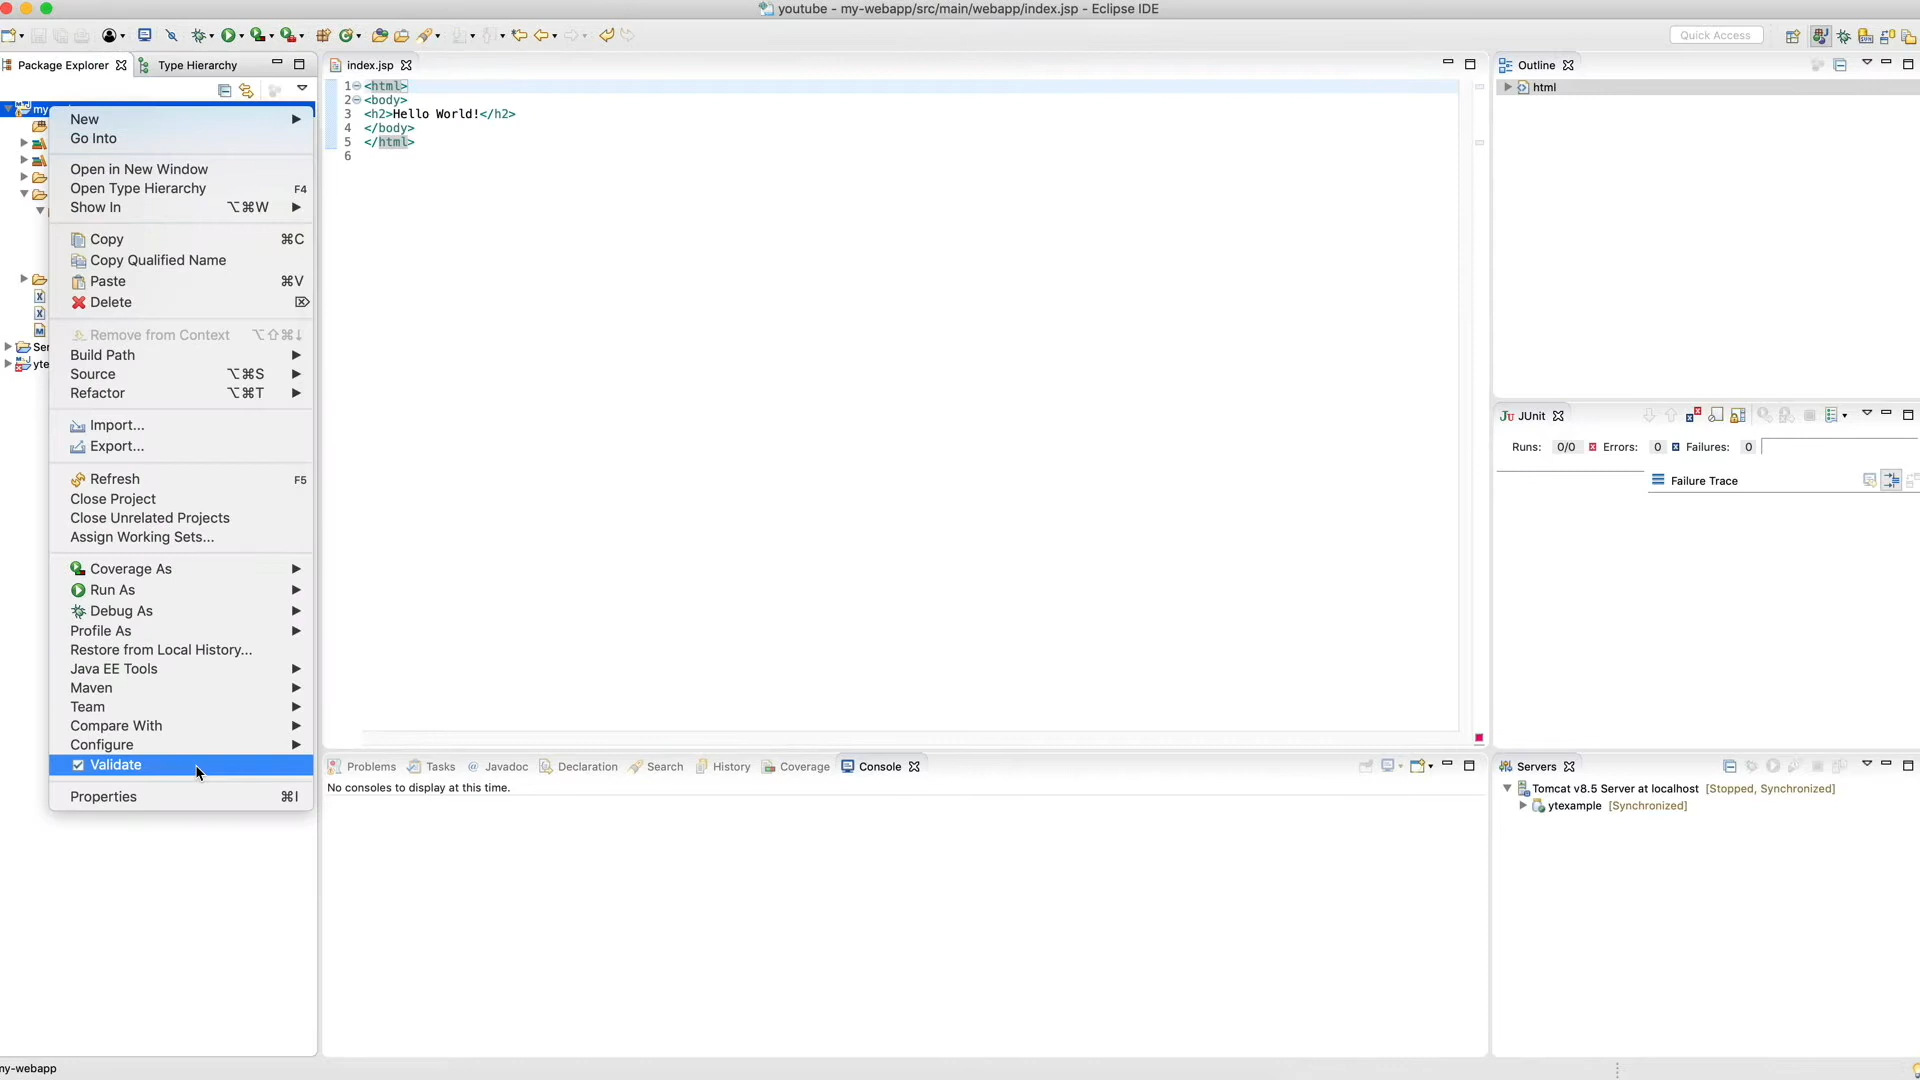 youtube - my-webapp/src/main/webapp/index.jsp - Eclipse IDE
Quick Access
Package Explorer
Type Hierarchy
index.jsp
Outline
1 <html>
2 <body>
3 <h2>Hello World!</h2>
4 </body>
5 </html>
6
html
my
New
Go Into
Open in New Window
Open Type Hierarchy F4
Show In ⌥⌘W
Copy ⌘C
Copy Qualified Name
Paste ⌘V
Delete ⌦
Remove from Context ⌥⇧⌘↓
Build Path
Source ⌥⌘S
Refactor ⌥⌘T
Import...
Export...
Refresh F5
Close Project
Close Unrelated Projects
Assign Working Sets...
Coverage As
Run As
Debug As
Profile As
Restore from Local History...
Java EE Tools
Maven
Team
Compare With
Configure
Validate
Properties ⌘I
Ser
yte
JUnit
Runs: 0/0 Errors: 0 Failures: 0
Failure Trace
Problems
Tasks
Javadoc
Declaration
Search
History
Coverage
Console
No consoles to display at this time.
Servers
Tomcat v8.5 Server at localhost [Stopped, Synchronized]
ytexample [Synchronized]
my-webapp